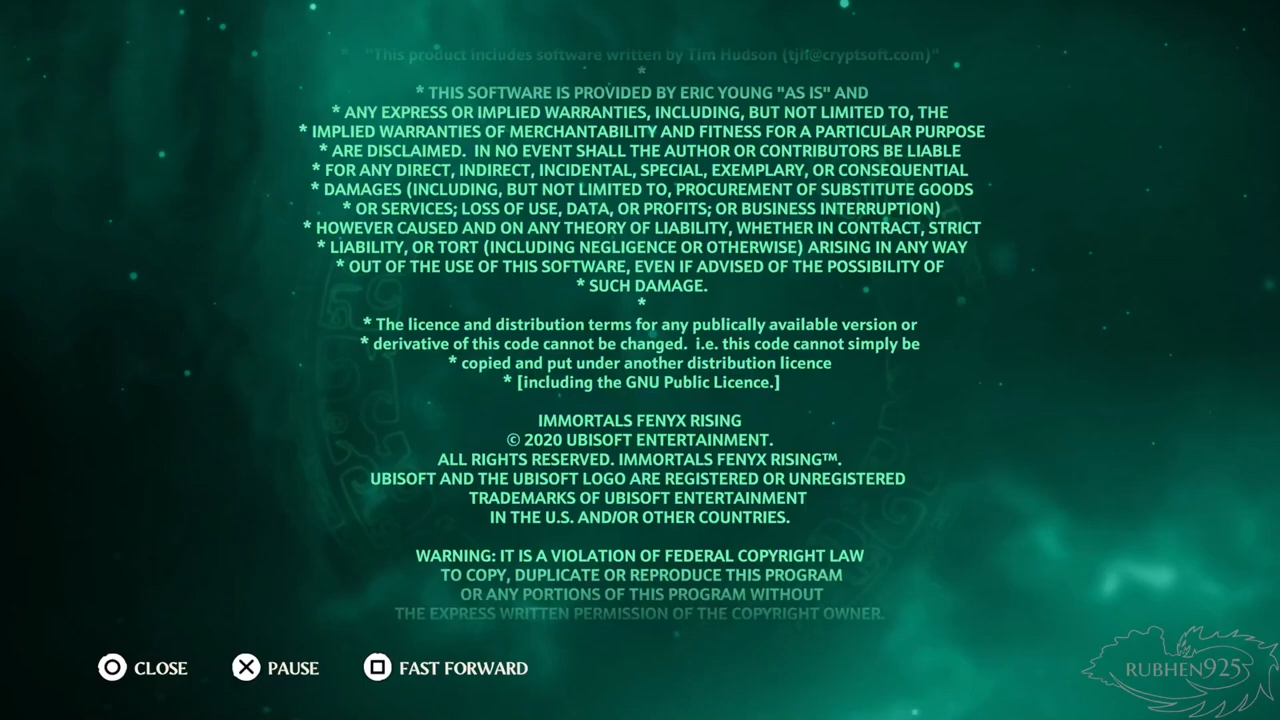 * "This product includes software written by Tim Hudson (tjh@cryptsoft.com)"
*
* THIS SOFTWARE IS PROVIDED BY ERIC YOUNG "AS IS" AND
* ANY EXPRESS OR IMPLIED WARRANTIES, INCLUDING, BUT NOT LIMITED TO, THE
* IMPLIED WARRANTIES OF MERCHANTABILITY AND FITNESS FOR A PARTICULAR PURPOSE
* ARE DISCLAIMED.  IN NO EVENT SHALL THE AUTHOR OR CONTRIBUTORS BE LIABLE
* FOR ANY DIRECT, INDIRECT, INCIDENTAL, SPECIAL, EXEMPLARY, OR CONSEQUENTIAL
* DAMAGES (INCLUDING, BUT NOT LIMITED TO, PROCUREMENT OF SUBSTITUTE GOODS
* OR SERVICES; LOSS OF USE, DATA, OR PROFITS; OR BUSINESS INTERRUPTION)
* HOWEVER CAUSED AND ON ANY THEORY OF LIABILITY, WHETHER IN CONTRACT, STRICT
* LIABILITY, OR TORT (INCLUDING NEGLIGENCE OR OTHERWISE) ARISING IN ANY WAY
* OUT OF THE USE OF THIS SOFTWARE, EVEN IF ADVISED OF THE POSSIBILITY OF
* SUCH DAMAGE.
*
* The licence and distribution terms for any publically available version or
* derivative of this code cannot be changed.  i.e. this code cannot simply be
* copied and put under another distribution licence
* [including the GNU Public Licence.]
IMMORTALS FENYX RISING
© 2020 UBISOFT ENTERTAINMENT.
ALL RIGHTS RESERVED. IMMORTALS FENYX RISING™.
UBISOFT AND THE UBISOFT LOGO ARE REGISTERED OR UNREGISTERED
TRADEMARKS OF UBISOFT ENTERTAINMENT
IN THE U.S. AND/OR OTHER COUNTRIES.
WARNING: IT IS A VIOLATION OF FEDERAL COPYRIGHT LAW
TO COPY, DUPLICATE OR REPRODUCE THIS PROGRAM
OR ANY PORTIONS OF THIS PROGRAM WITHOUT
THE EXPRESS WRITTEN PERMISSION OF THE COPYRIGHT OWNER.
CLOSE PAUSE FAST FORWARD
RUBHEN925